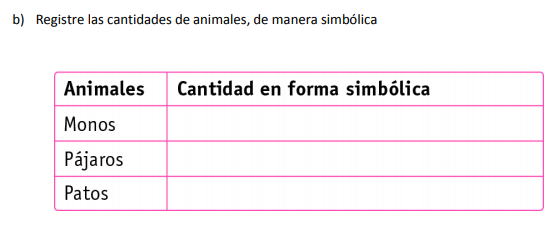 b) Registre las cantidades de animales, de manera simbólica
Animales Cantidad en forma simbólica
Monos
Pájaros
Patos